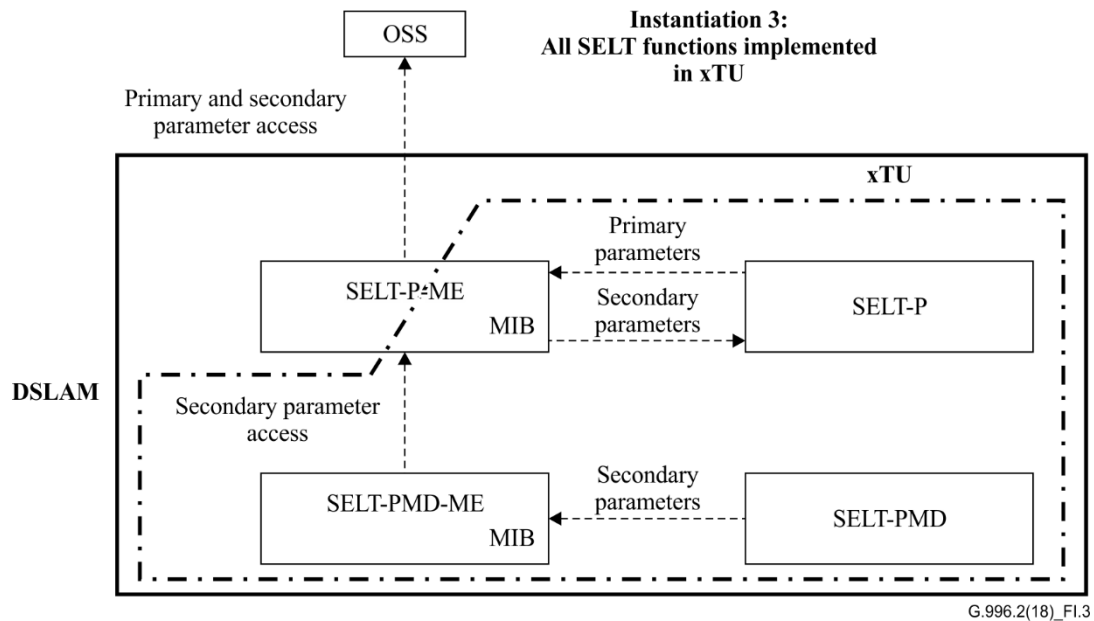 OSS
Instantiation 3:
All SELT functions implemented
in xTU
Primary and secondary
parameter access
xTU
Primary
parameters
SELT-P-ME
MIB
Secondary
parameters
SELT-P
DSLAM
Secondary parameter
access
SELT-PMD-ME
MIB
Secondary
parameters
SELT-PMD
G.996.2(18)_FI.3